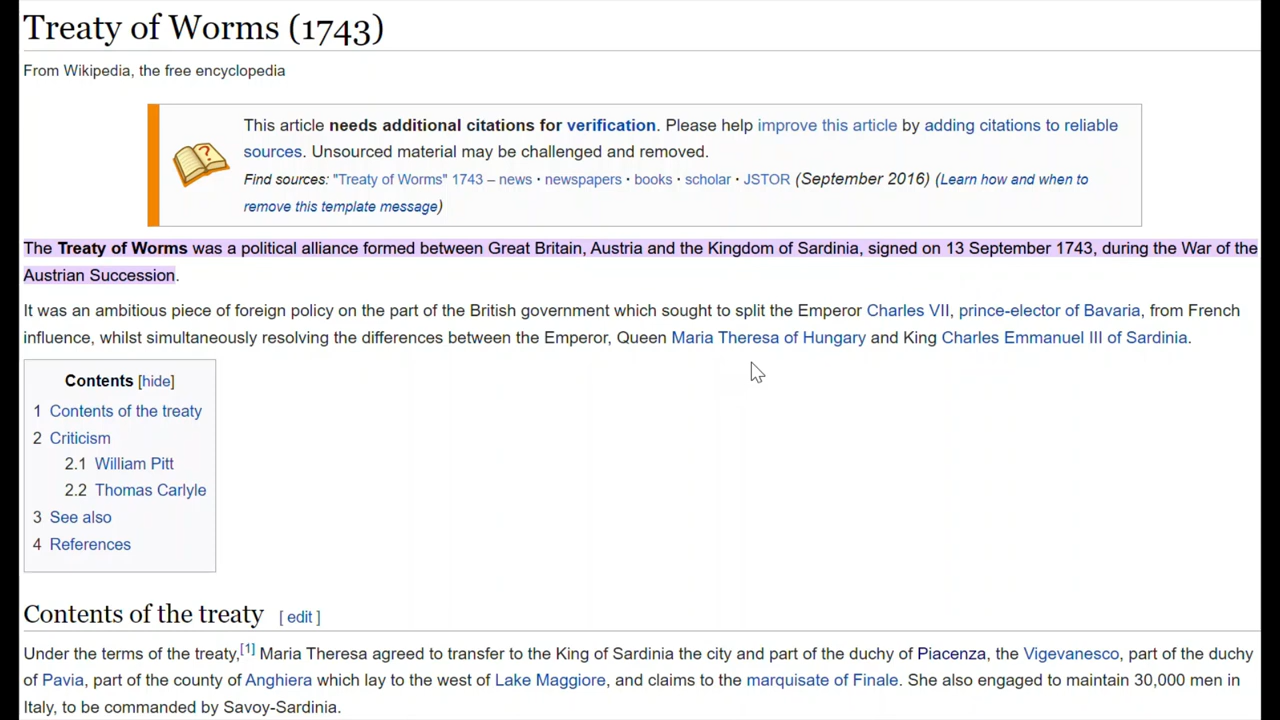 Treaty of Worms (1743)
From Wikipedia, the free encyclopedia
This article needs additional citations for verification. Please help improve this article by adding citations to reliable
sources. Unsourced material may be challenged and removed.
Find sources: "Treaty of Worms" 1743 – news · newspapers · books · scholar · JSTOR (September 2016) (Learn how and when to
remove this template message)
The Treaty of Worms was a political alliance formed between Great Britain, Austria and the Kingdom of Sardinia, signed on 13 September 1743, during the War of the
Austrian Succession.
It was an ambitious piece of foreign policy on the part of the British government which sought to split the Emperor Charles VII, prince-elector of Bavaria, from French
influence, whilst simultaneously resolving the differences between the Emperor, Queen Maria Theresa of Hungary and King Charles Emmanuel III of Sardinia.
Contents [hide]
1 Contents of the treaty
2 Criticism
2.1 William Pitt
2.2 Thomas Carlyle
3 See also
4 References
Contents of the treaty [ edit ]
Under the terms of the treaty,[1] Maria Theresa agreed to transfer to the King of Sardinia the city and part of the duchy of Piacenza, the Vigevanesco, part of the duchy
of Pavia, part of the county of Anghiera which lay to the west of Lake Maggiore, and claims to the marquisate of Finale. She also engaged to maintain 30,000 men in
Italy, to be commanded by Savoy-Sardinia.